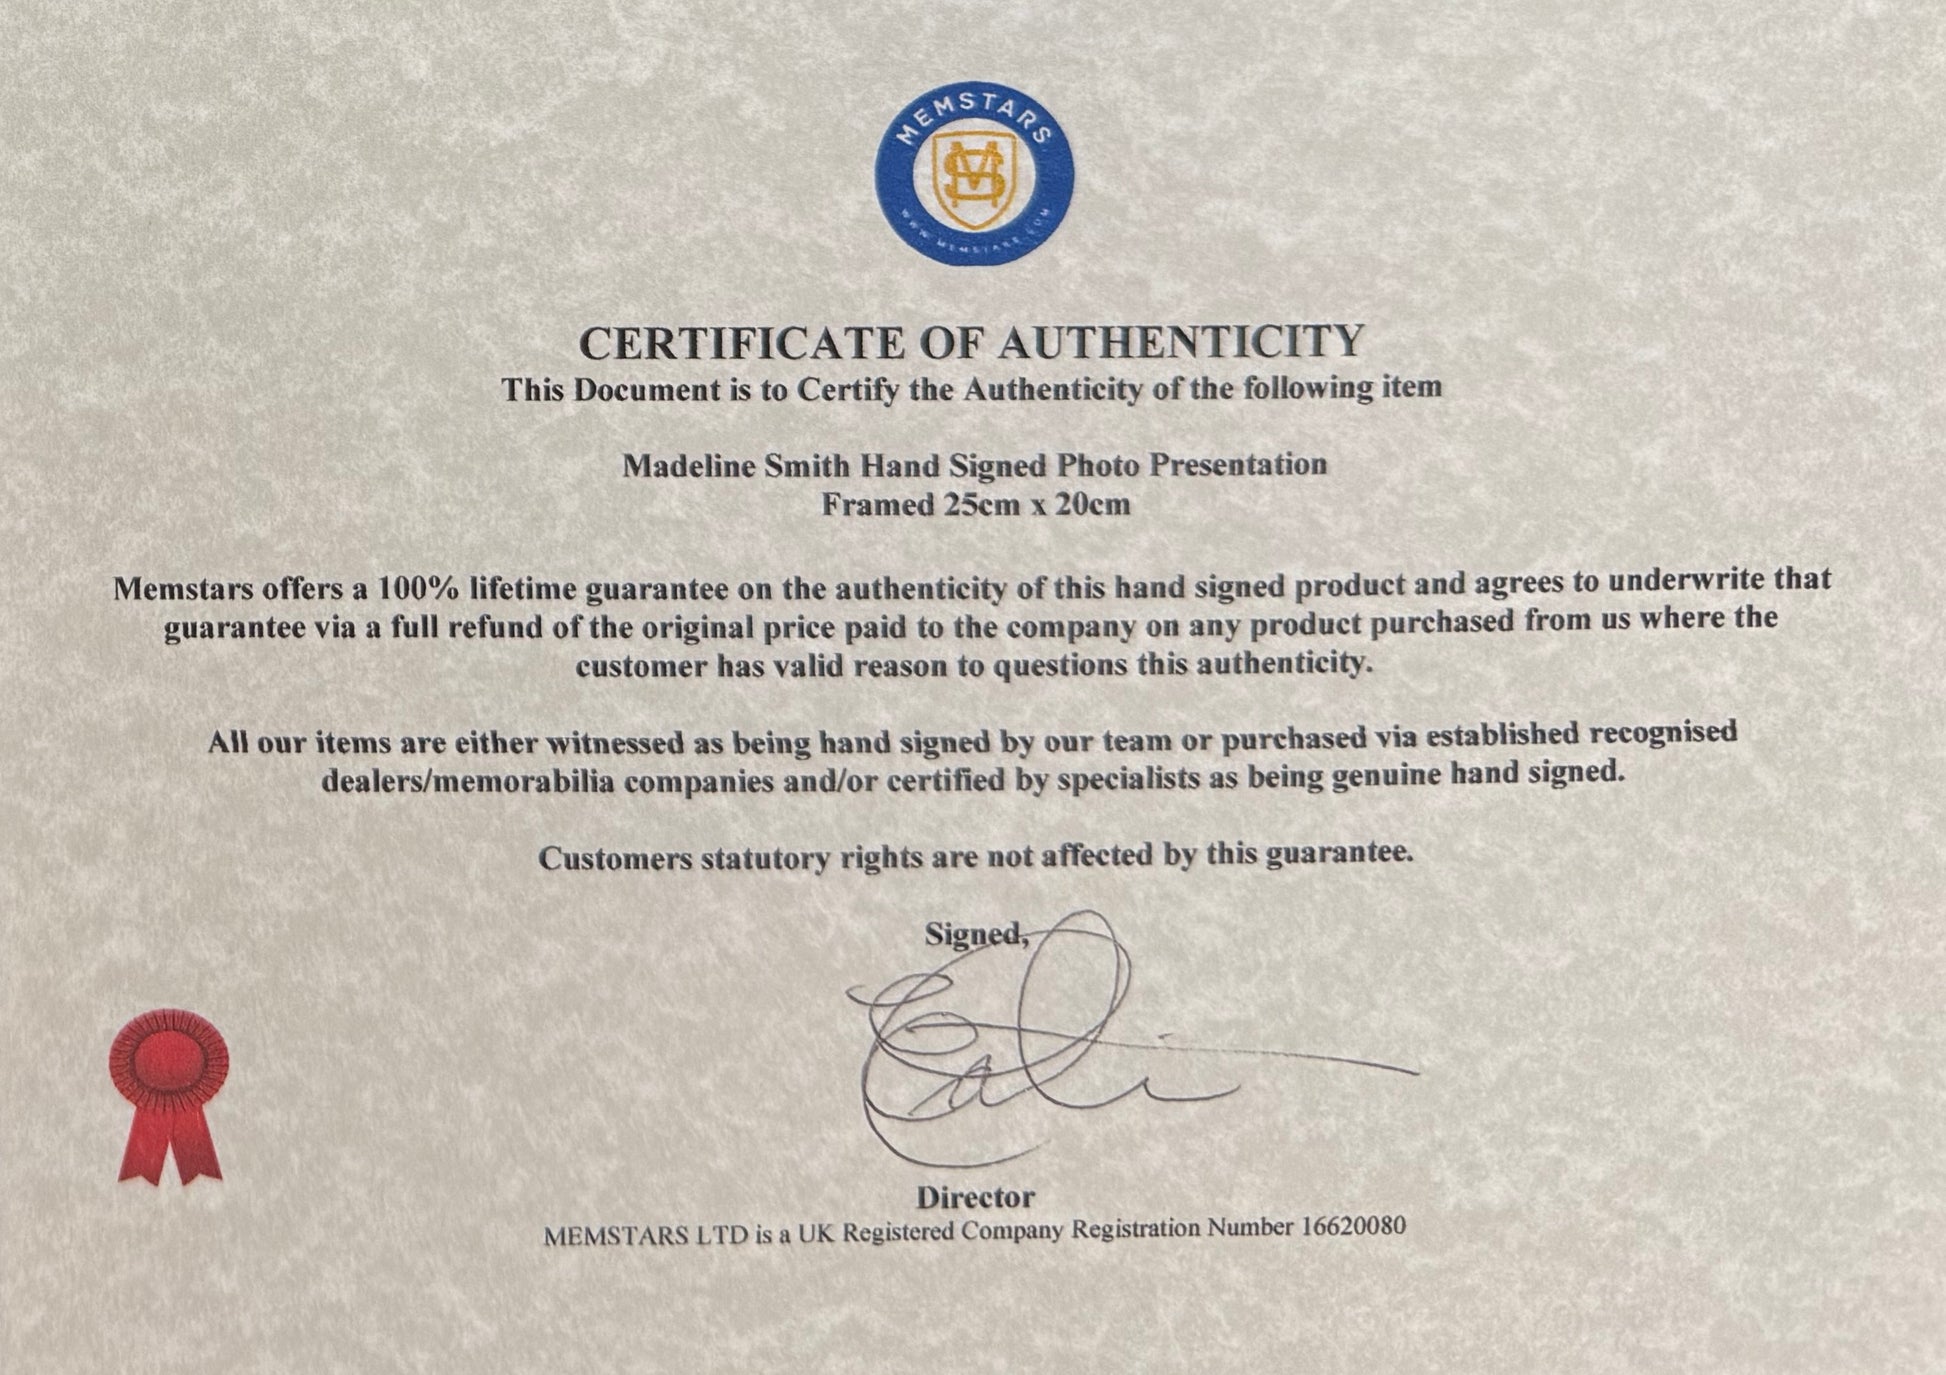 MEMSTARS
WWW.MEMSTARS.COM
CERTIFICATE OF AUTHENTICITY
This Document is to Certify the Authenticity of the following item
Madeline Smith Hand Signed Photo Presentation
Framed 25cm x 20cm
Memstars offers a 100% lifetime guarantee on the authenticity of this hand signed product and agrees to underwrite that
guarantee via a full refund of the original price paid to the company on any product purchased from us where the
customer has valid reason to questions this authenticity.
All our items are either witnessed as being hand signed by our team or purchased via established recognised
dealers/memorabilia companies and/or certified by specialists as being genuine hand signed.
Customers statutory rights are not affected by this guarantee.
Signed,
Director
MEMSTARS LTD is a UK Registered Company Registration Number 16620080